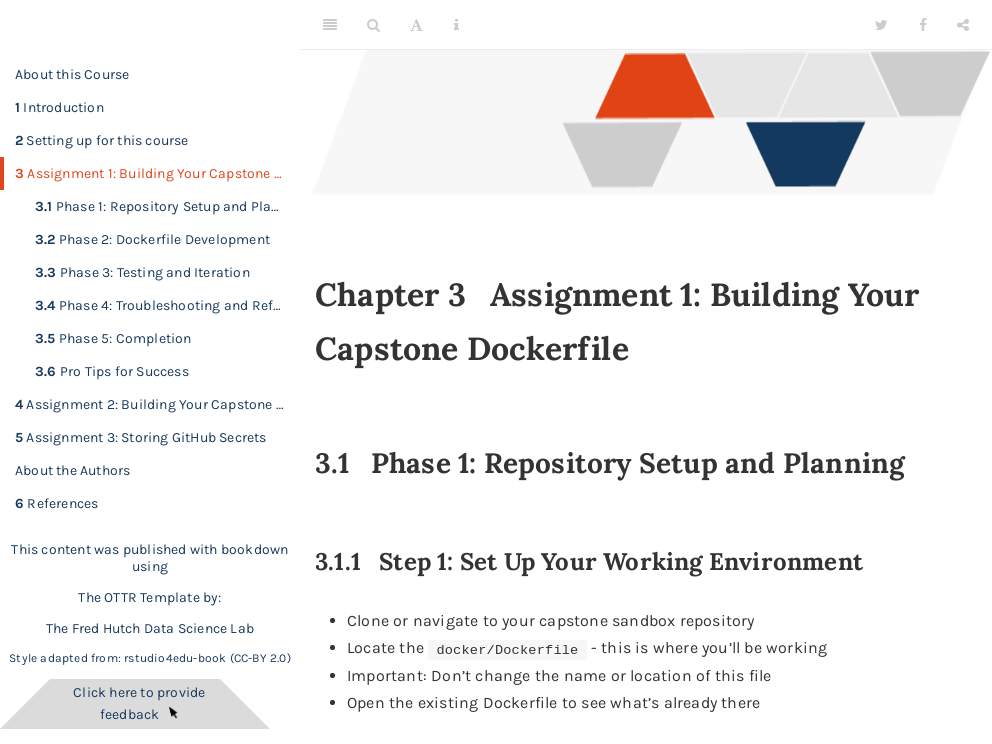 About this Course
1 Introduction
2 Setting up for this course
3 Assignment 1: Building Your Capstone ...
3.1 Phase 1: Repository Setup and Pla...
3.2 Phase 2: Dockerfile Development
3.3 Phase 3: Testing and Iteration
3.4 Phase 4: Troubleshooting and Ref...
3.5 Phase 5: Completion
3.6 Pro Tips for Success
4 Assignment 2: Building Your Capstone ...
5 Assignment 3: Storing GitHub Secrets
About the Authors
6 References
This content was published with bookdown
using
The OTTR Template by:
The Fred Hutch Data Science Lab
Style adapted from: rstudio4edu-book (CC-BY 2.0)
Click here to provide
feedback
Chapter 3 Assignment 1: Building Your
Capstone Dockerfile
3.1 Phase 1: Repository Setup and Planning
3.1.1 Step 1: Set Up Your Working Environment
Clone or navigate to your capstone sandbox repository
Locate the docker/Dockerfile - this is where you'll be working
Important: Don't change the name or location of this file
Open the existing Dockerfile to see what's already there